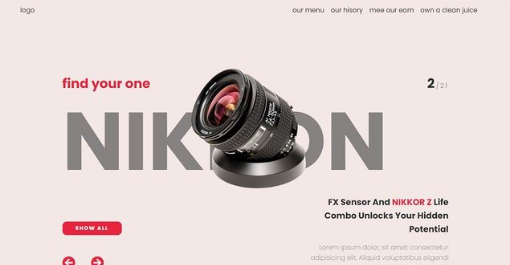 logo
our menu our hisory mee our eam own a clean juice
find your one
2/21
NIKKON
FX Sensor And NIKKOR Z Life
Combo Unlocks Your Hidden
Potential
SHOW ALL
Lorem ipsum dolor, sit amet consectetur
adipisicing elit. Aliquid voluptatibus eligendi